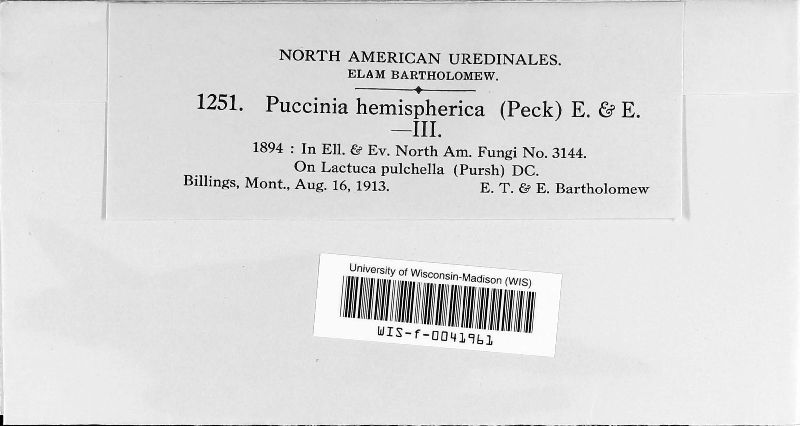 NORTH AMERICAN UREDINALES.
ELAM BARTHOLOMEW.
1251. Puccinia hemispherica (Peck) E. & E.
—III.
1894 : In Ell. & Ev. North Am. Fungi No. 3144.
On Lactuca pulchella (Pursh) DC.
Billings, Mont., Aug. 16, 1913. E. T. & E. Bartholomew
University of Wisconsin-Madison (WIS)
WIS-f-0041961